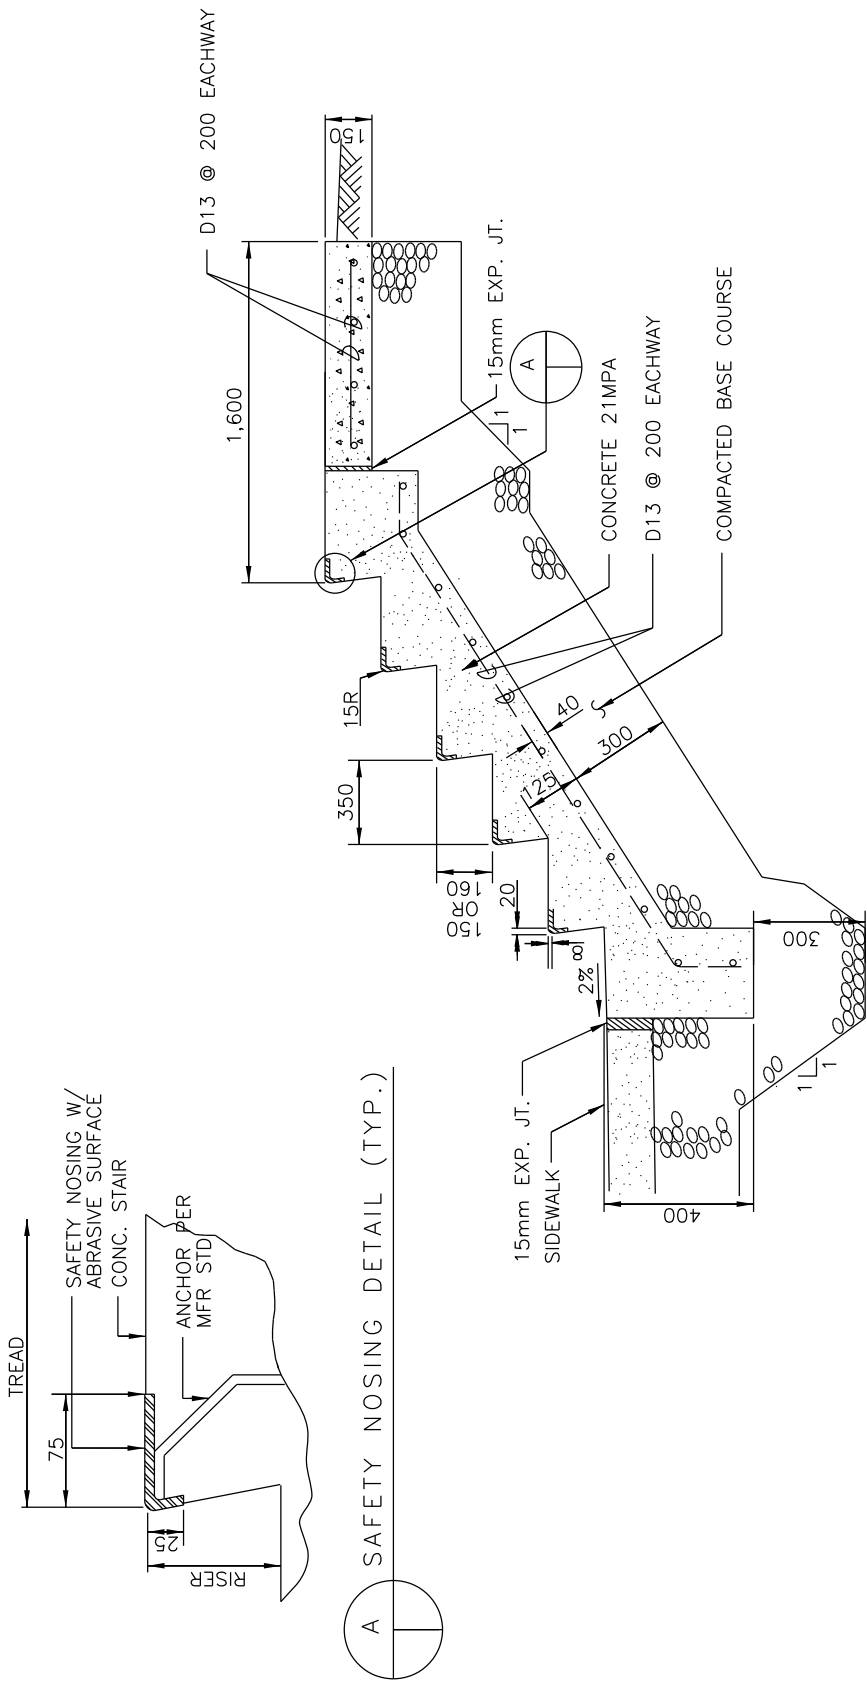 TREAD
75
SAFETY NOSING W/
ABRASIVE SURFACE
CONC. STAIR
ANCHOR PER
MFR STD
25
RISER
A
SAFETY NOSING DETAIL (TYP.)
D13 @ 200 EACHWAY
1,600
150
15mm EXP. JT.
A
1
1
15R
350
150
OR
160
20
8
2%
125
40
300
CONCRETE 21MPA
D13 @ 200 EACHWAY
COMPACTED BASE COURSE
15mm EXP. JT.
SIDEWALK
400
300
1
1